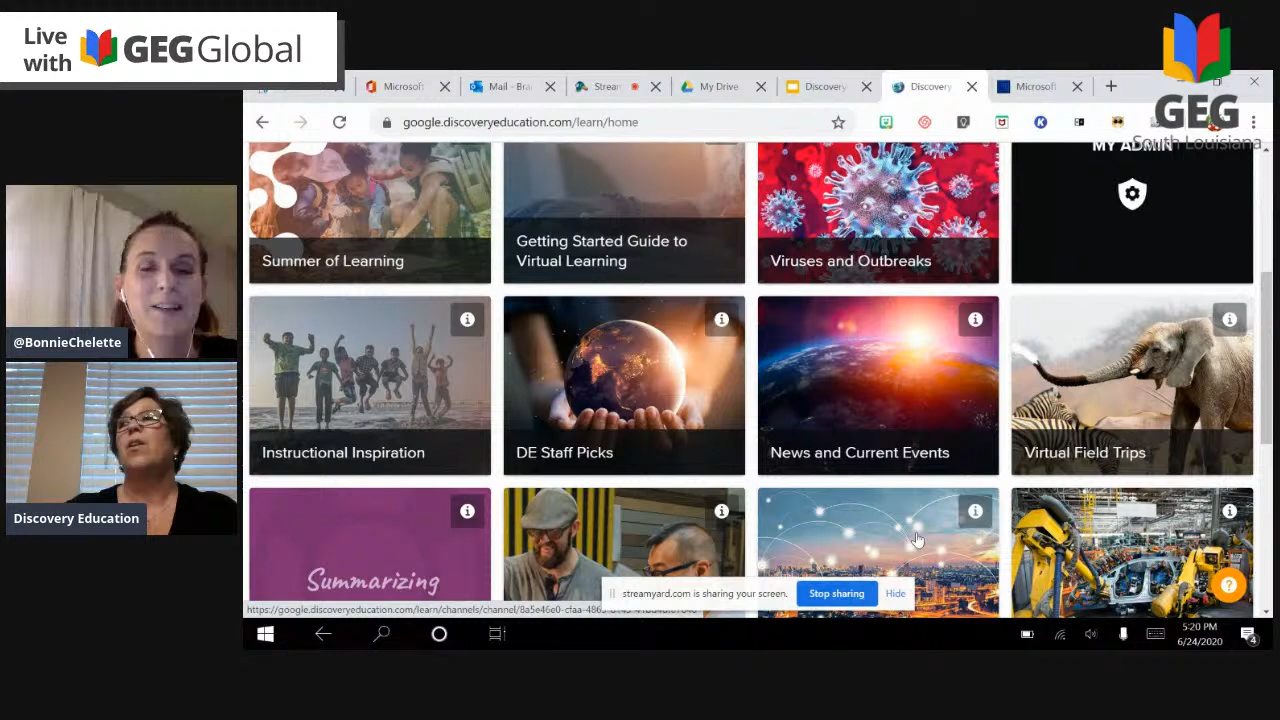 Live
with
GEG Global
GEG
South Louisiana
Microsoft
Mail - Bra
Stream
My Drive
Discovery
Discovery
Microsoft
google.discoveryeducation.com/learn/home
MY ADMIN
Summer of Learning
Getting Started Guide to
Virtual Learning
Viruses and Outbreaks
@BonnieChelette
Instructional Inspiration
DE Staff Picks
News and Current Events
Virtual Field Trips
Discovery Education
Summarizing
streamyard.com is sharing your screen.
Stop sharing
Hide
5:20 PM
6/24/2020
4